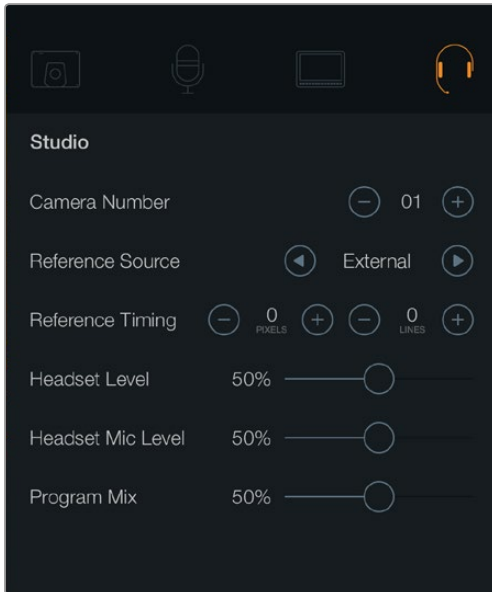 Studio
Camera Number 01
Reference Source External
Reference Timing 0 PIXELS 0 LINES
Headset Level 50%
Headset Mic Level 50%
Program Mix 50%